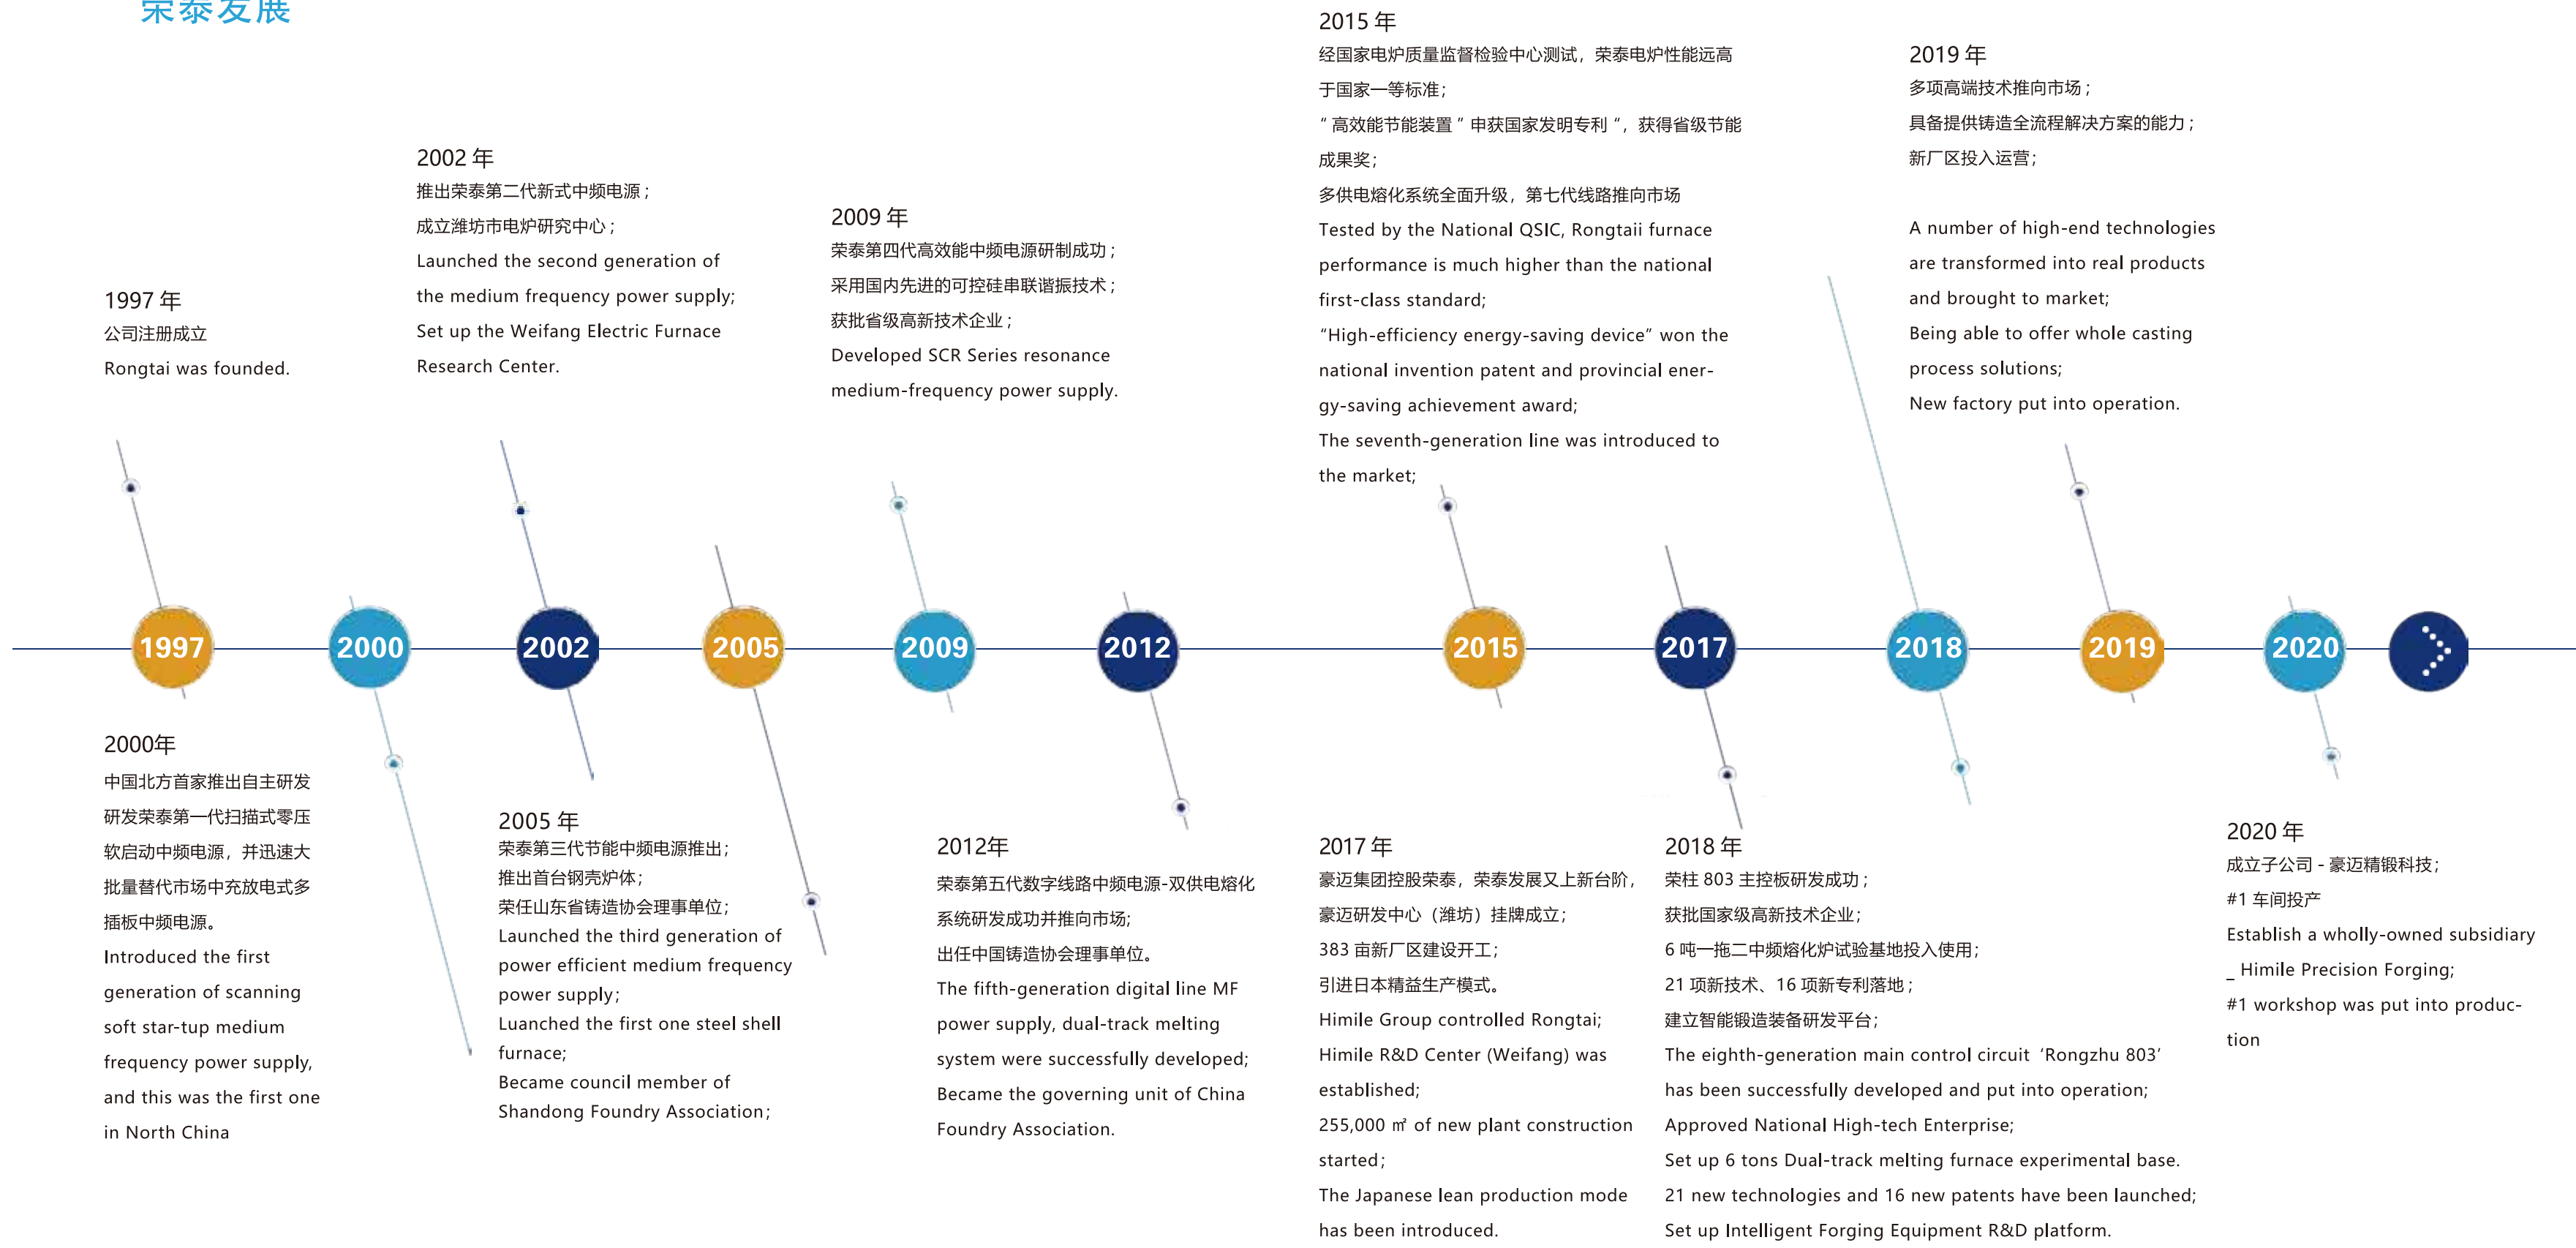 荣泰发展
1997 年
公司注册成立
Rongtai was founded.
2002 年
推出荣泰第二代新式中频电源；
成立潍坊市电炉研究中心；
Launched the second generation of
the medium frequency power supply;
Set up the Weifang Electric Furnace
Research Center.
2009 年
荣泰第四代高效能中频电源研制成功；
采用国内先进的可控硅串联谐振技术；
获批省级高新技术企业；
Developed SCR Series resonance
medium-frequency power supply.
2015 年
经国家电炉质量监督检验中心测试，荣泰电炉性能远高
于国家一等标准；
“ 高效能节能装置 ” 申获国家发明专利 “，获得省级节能
成果奖；
多供电熔化系统全面升级，第七代线路推向市场
Tested by the National QSIC, Rongtaii furnace
performance is much higher than the national
first-class standard;
“High-efficiency energy-saving device” won the
national invention patent and provincial ener-
gy-saving achievement award;
The seventh-generation line was introduced to
the market;
2019 年
多项高端技术推向市场；
具备提供铸造全流程解决方案的能力；
新厂区投入运营；
A number of high-end technologies
are transformed into real products
and brought to market;
Being able to offer whole casting
process solutions;
New factory put into operation.
1997
2000
2002
2005
2009
2012
2015
2017
2018
2019
2020
2000年
中国北方首家推出自主研发
研发荣泰第一代扫描式零压
软启动中频电源，并迅速大
批量替代市场中充放电式多
插板中频电源。
Introduced the first
generation of scanning
soft star-tup medium
frequency power supply,
and this was the first one
in North China
2005 年
荣泰第三代节能中频电源推出；
推出首台钢壳炉体；
荣任山东省铸造协会理事单位；
Launched the third generation of
power efficient medium frequency
power supply;
Luanched the first one steel shell
furnace;
Became council member of
Shandong Foundry Association;
2012年
荣泰第五代数字线路中频电源-双供电熔化
系统研发成功并推向市场;
出任中国铸造协会理事单位。
The fifth-generation digital line MF
power supply, dual-track melting
system were successfully developed;
Became the governing unit of China
Foundry Association.
2017 年
豪迈集团控股荣泰，荣泰发展又上新台阶，
豪迈研发中心（潍坊）挂牌成立；
383 亩新厂区建设开工；
引进日本精益生产模式。
Himile Group controlled Rongtai;
Himile R&D Center (Weifang) was
established;
255,000 ㎡ of new plant construction
started;
The Japanese lean production mode
has been introduced.
2018 年
荣柱 803 主控板研发成功；
获批国家级高新技术企业；
6 吨一拖二中频熔化炉试验基地投入使用；
21 项新技术、16 项新专利落地；
建立智能锻造装备研发平台；
The eighth-generation main control circuit ‘Rongzhu 803’
has been successfully developed and put into operation;
Approved National High-tech Enterprise;
Set up 6 tons Dual-track melting furnace experimental base.
21 new technologies and 16 new patents have been launched;
Set up Intelligent Forging Equipment R&D platform.
2020 年
成立子公司 - 豪迈精锻科技；
#1 车间投产
Establish a wholly-owned subsidiary
_ Himile Precision Forging;
#1 workshop was put into produc-
tion